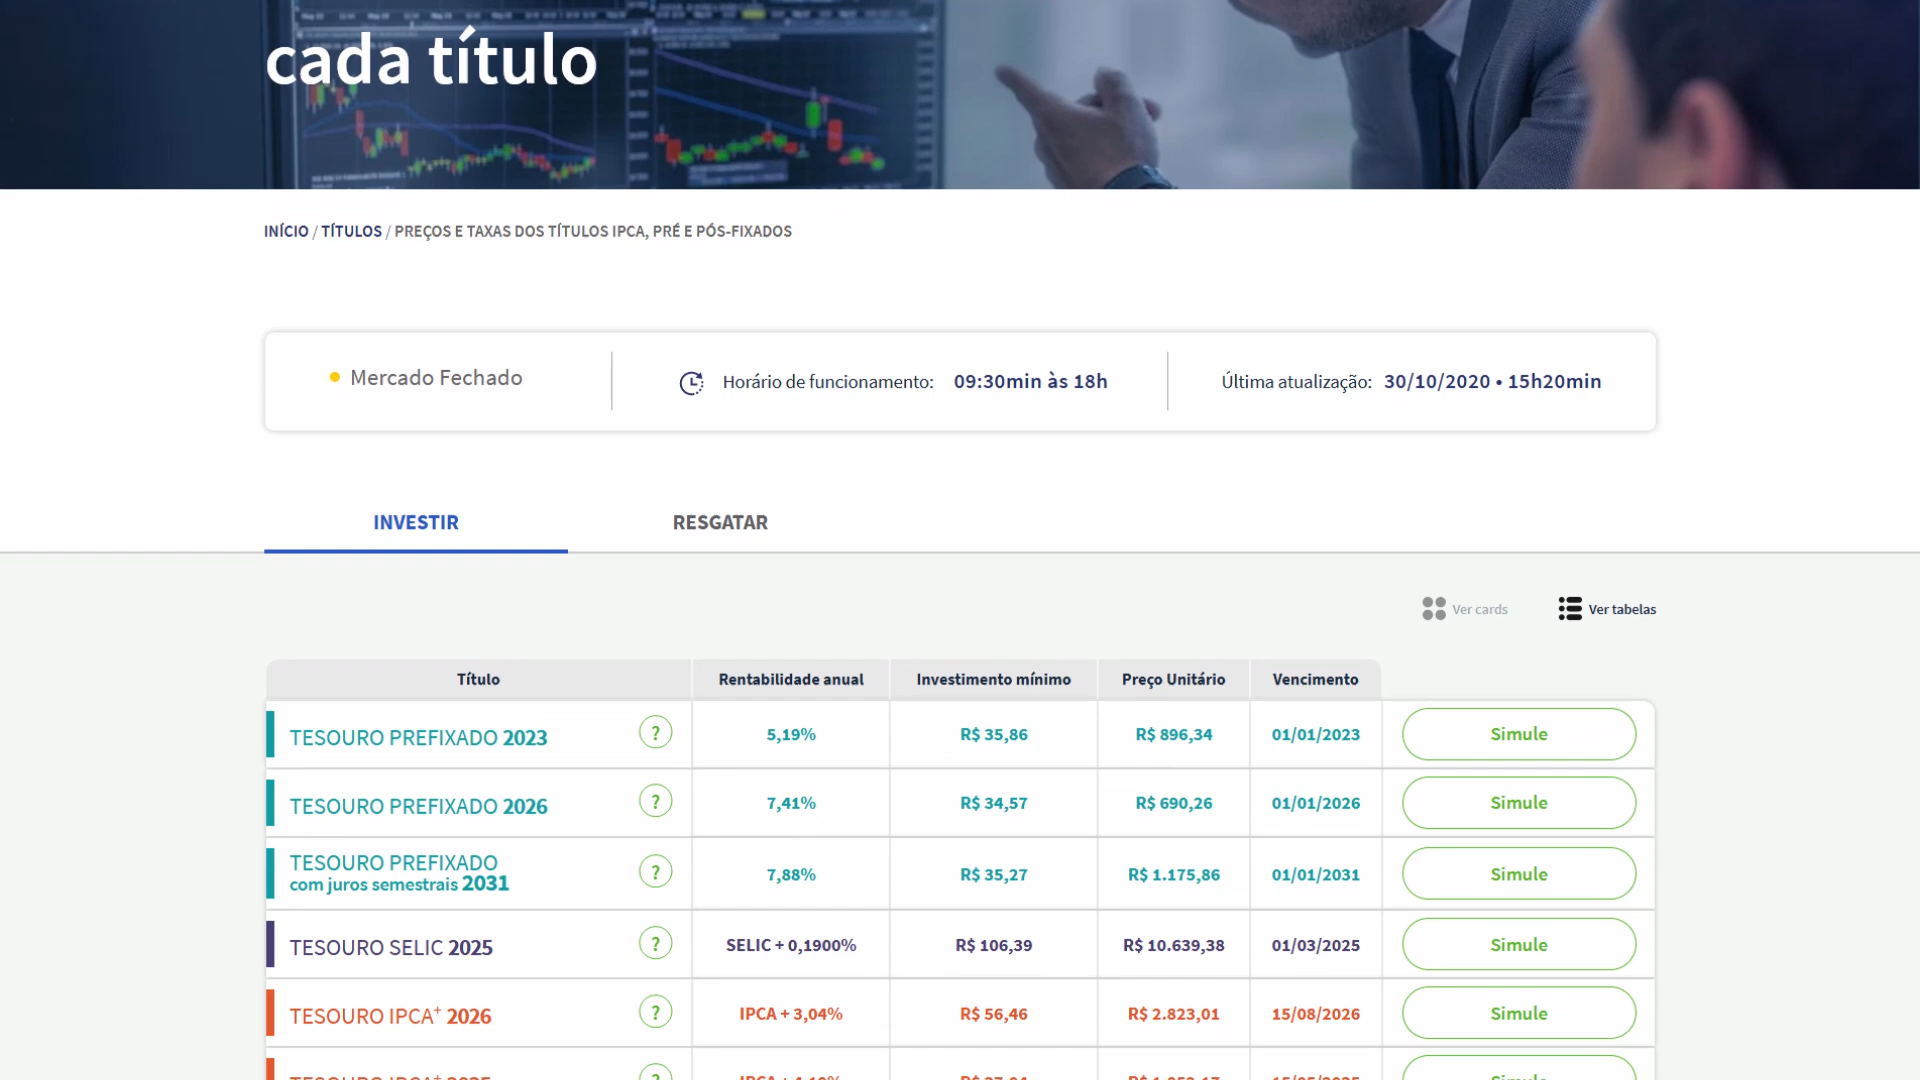 cada título
INÍCIO / TÍTULOS / PREÇOS E TAXAS DOS TÍTULOS IPCA, PRÉ E PÓS-FIXADOS
Mercado Fechado
Horário de funcionamento: 09:30min às 18h
Última atualização: 30/10/2020 • 15h20min
INVESTIR
RESGATAR
Ver cards
Ver tabelas
Título Rentabilidade anual Investimento mínimo Preço Unitário Vencimento
TESOURO PREFIXADO 2023 ? 5,19% R$ 35,86 R$ 896,34 01/01/2023 Simule
TESOURO PREFIXADO 2026 ? 7,41% R$ 34,57 R$ 690,26 01/01/2026 Simule
TESOURO PREFIXADO
com juros semestrais 2031 ? 7,88% R$ 35,27 R$ 1.175,86 01/01/2031 Simule
TESOURO SELIC 2025 ? SELIC + 0,1900% R$ 106,39 R$ 10.639,38 01/03/2025 Simule
TESOURO IPCA+ 2026 ? IPCA + 3,04% R$ 56,46 R$ 2.823,01 15/08/2026 Simule